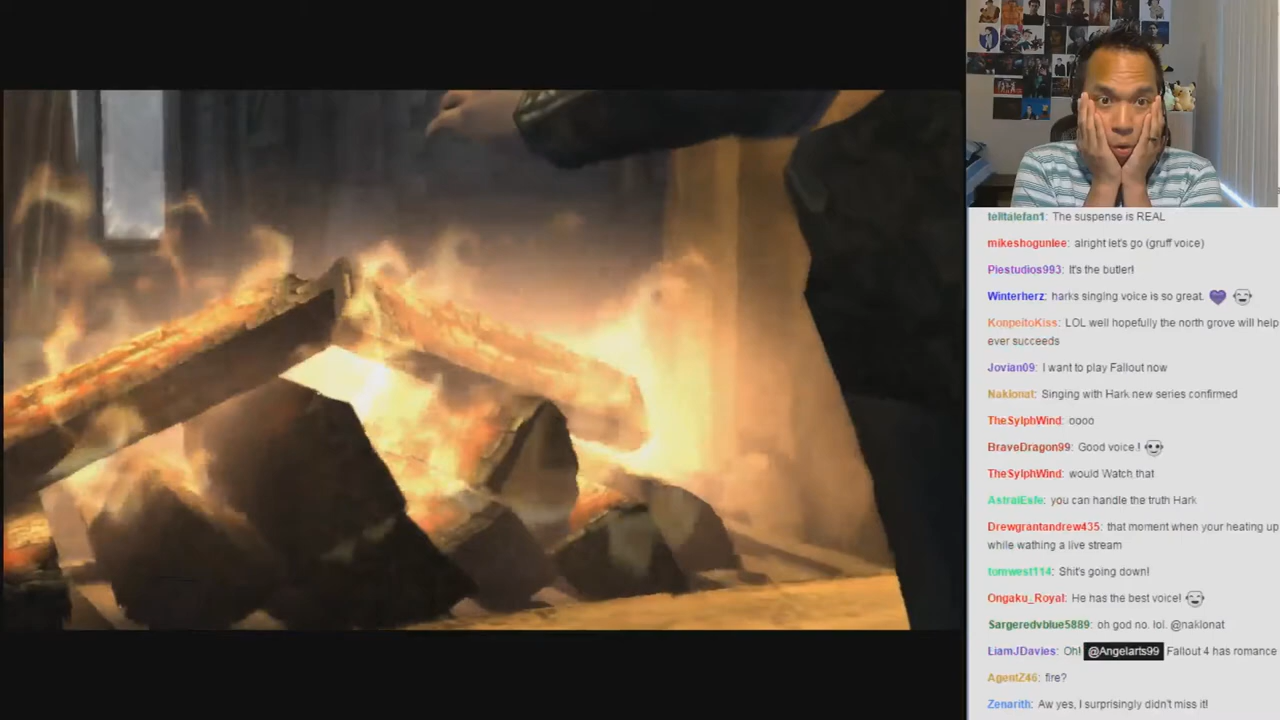 telltalefan1: The suspense is REAL
mikeshogunlee: alright let's go (gruff voice)
Piestudios993: It's the butler!
Winterherz: harks singing voice is so great.
KonpeitoKiss: LOL well hopefully the north grove will help
ever succeeds
Jovian09: I want to play Fallout now
Naklonat: Singing with Hark new series confirmed
TheSylphWind: oooo
BraveDragon99: Good voice.!
TheSylphWind: would Watch that
AstralEsfe: you can handle the truth Hark
Drewgrantandrew435: that moment when your heating up
while wathing a live stream
tomwest114: Shit's going down!
Ongaku_Royal: He has the best voice!
Sargeredvblue5889: oh god no. lol. @naklonat
LiamJDavies: Oh! @Angelarts99 Fallout 4 has romance
AgentZ46: fire?
Zenarith: Aw yes, I surprisingly didn't miss it!